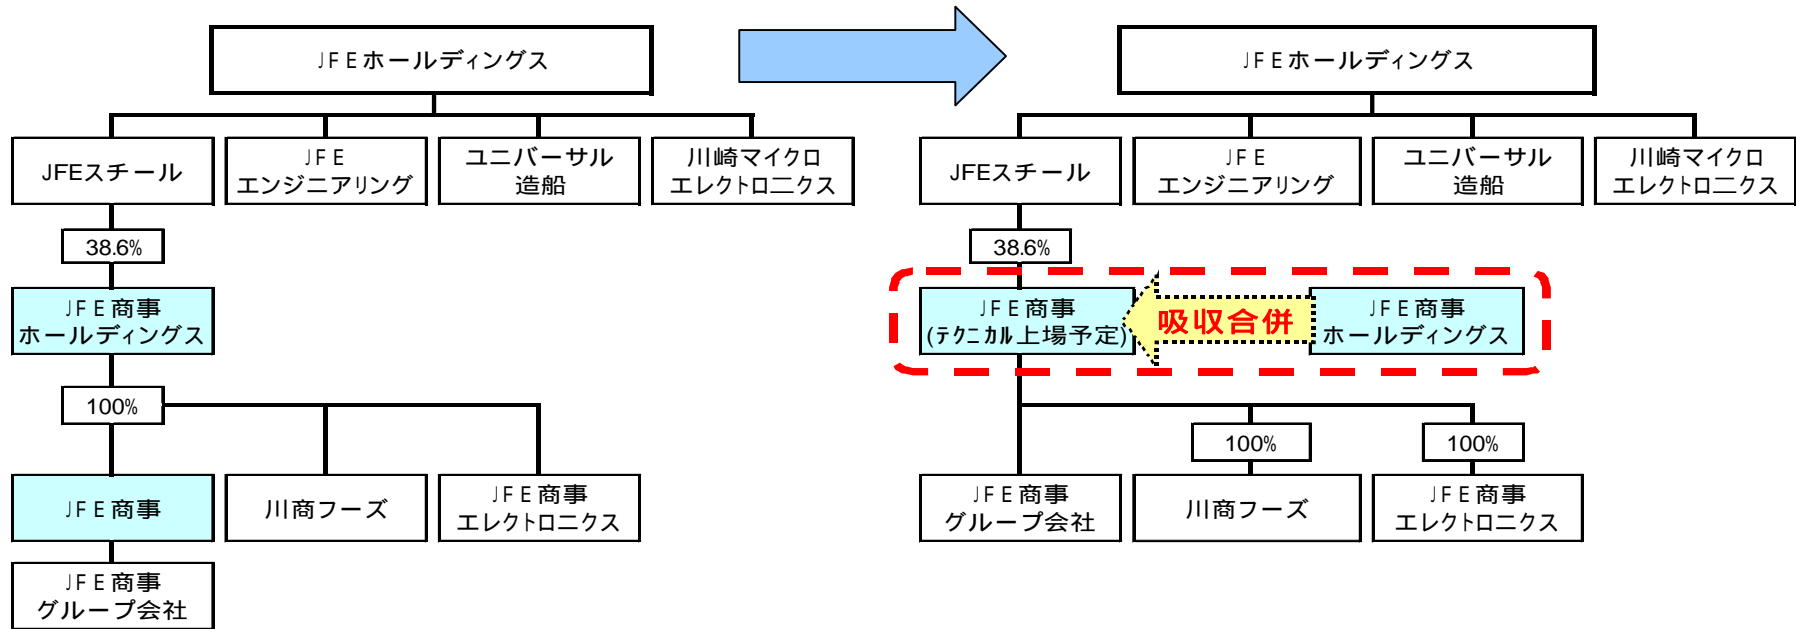 JFEホールディングス
JFEスチール
JFE
エンジニアリング
ユニバーサル
造船
川崎マイクロ
エレクトロニクス
38.6%
JFE商事
ホールディングス
100%
JFE商事
川商フーズ
JFE商事
エレクトロニクス
JFE商事
グループ会社
JFEホールディングス
JFEスチール
JFE
エンジニアリング
ユニバーサル
造船
川崎マイクロ
エレクトロニクス
38.6%
JFE商事
(テクニカル上場予定)
吸収合併
JFE商事
ホールディングス
100%
100%
JFE商事
グループ会社
川商フーズ
JFE商事
エレクトロニクス